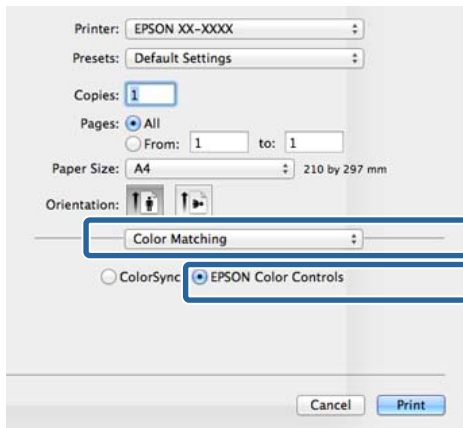 Printer: EPSON XX-XXXX
Presets: Default Settings
Copies: 1
Pages: All
From: 1 to: 1
Paper Size: A4 210 by 297 mm
Orientation:
Color Matching
ColorSync EPSON Color Controls
Cancel Print